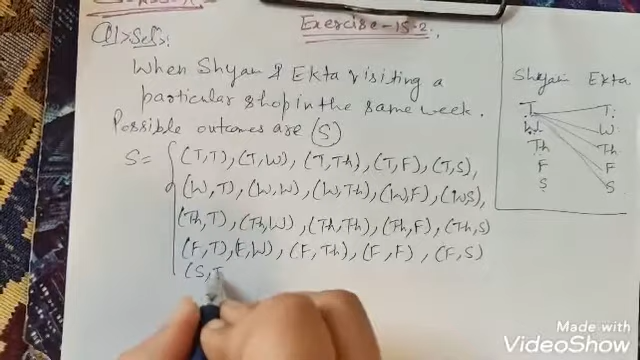 Exercise-15.2.
Q1>Sol>:
When Shyam & Ekta visiting a
particular shop in the same week.
Possible outcomes are (S)
S= { (T,T), (T,W), (T,Th), (T,F), (T,S)
(W,T), (W,W), (W,Th), (W,F), (WS),
(Th,T), (Th,W), (Th,Th), (Th,F), (Th,S)
(F,T), (F,W), (F,Th), (F,F), (F,S)
(S,T
Shyam Ekta
T T
W W
Th Th
F F
S S
Made with
VideoShow